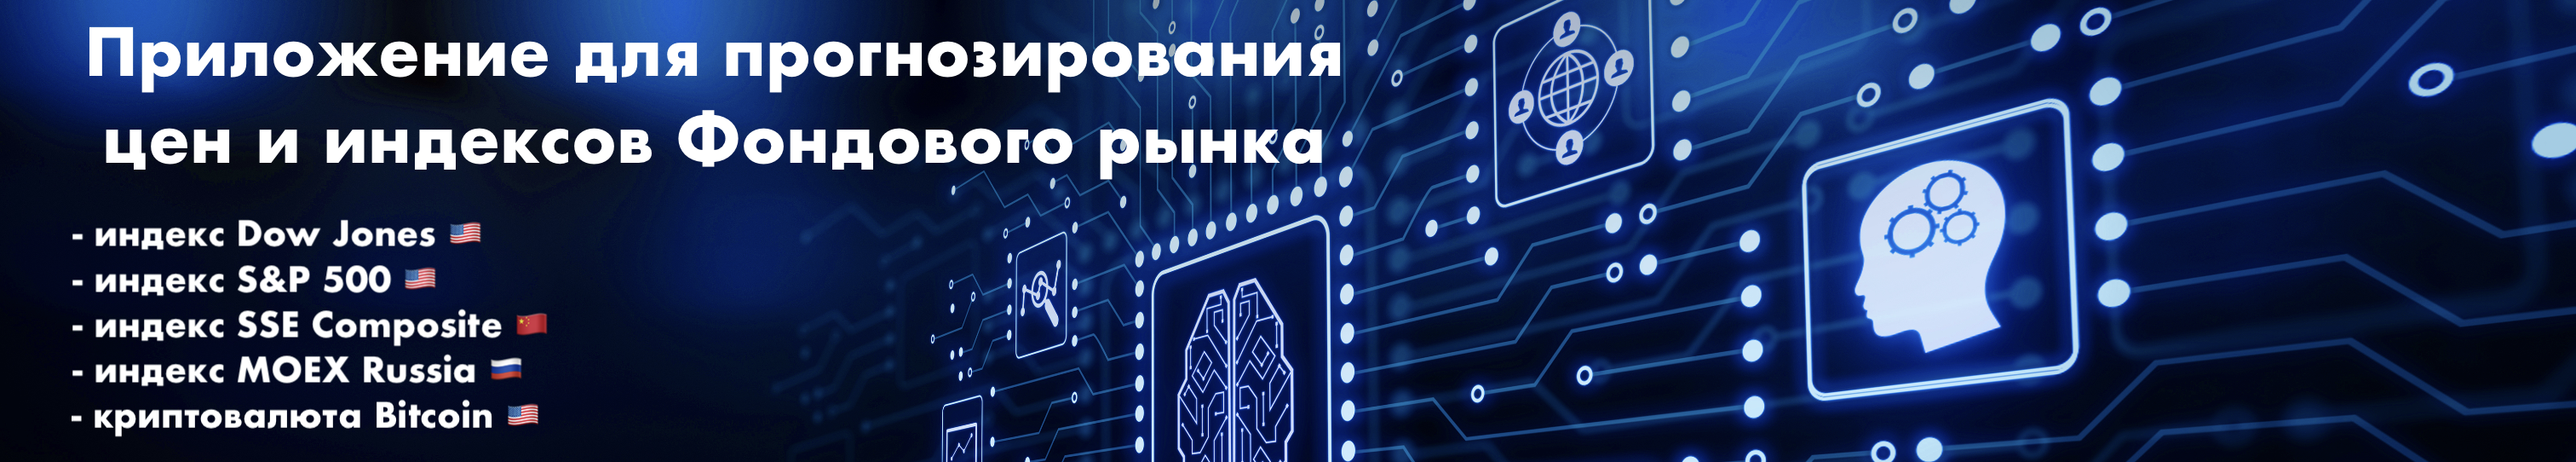 Приложение для прогнозирования
цен и индексов Фондового рынка
- индекс Dow Jones 🇺🇸
- индекс S&P 500 🇺🇸
- индекс SSE Composite 🇨🇳
- индекс MOEX Russia 🇷🇺
- криптовалюта Bitcoin 🇺🇸